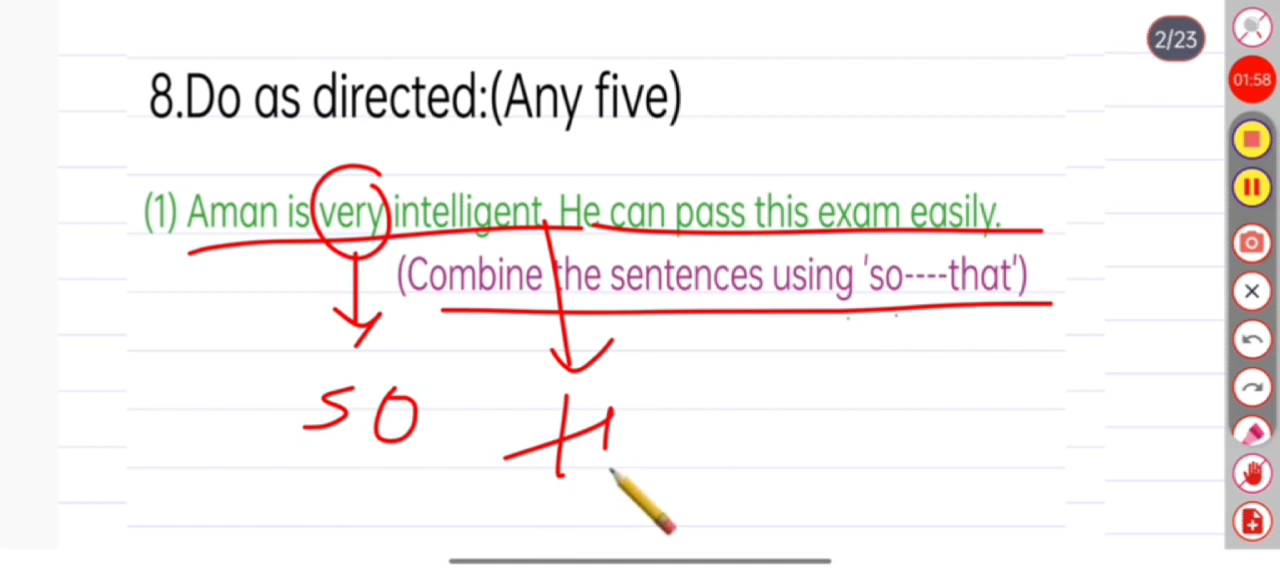 2/23
01:58
8.Do as directed:(Any five)
(1) Aman is very intelligent. He can pass this exam easily.
(Combine the sentences using 'so----that')
so th